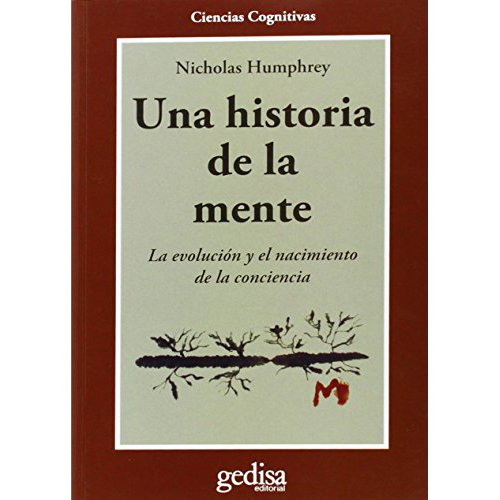 Ciencias Cognitivas
Nicholas Humphrey
Una historia
de la
mente
La evolución y el nacimiento
de la conciencia
M
gedisa
editorial